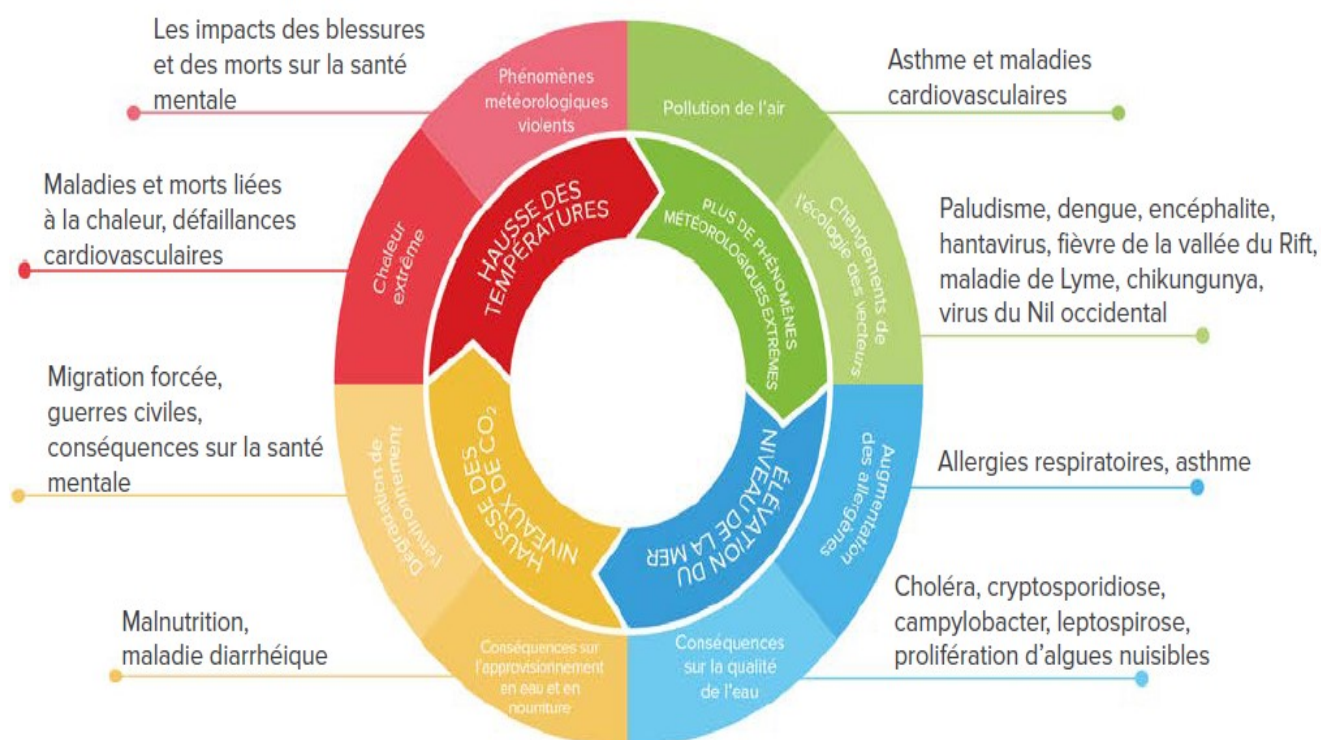 Les impacts des blessures
et des morts sur la santé
mentale
Phénomènes
météorologiques
violents
Pollution de l'air
Asthme et maladies
cardiovasculaires
Maladies et morts liées
à la chaleur, défaillances
cardiovasculaires
Chaleur
extrême
HAUSSE DES
TEMPÉRATURES
PLUS DE PHÉNOMÈNES
MÉTÉOROLOGIQUES EXTRÊMES
Changements de
l'écologie des vecteurs
Paludisme, dengue, encéphalite,
hantavirus, fièvre de la vallée du Rift,
maladie de Lyme, chikungunya,
virus du Nil occidental
Migration forcée,
guerres civiles,
conséquences sur la santé
mentale
Dégradation de
l'environnement
HAUSSE DES
NIVEAUX DE CO₂
ÉLÉVATION DU
NIVEAU DE LA MER
Augmentation
des allergènes
Allergies respiratoires, asthme
Malnutrition,
maladie diarrhéique
Conséquences sur
l'approvisionnement
en eau et en
nourriture
Conséquences
sur la qualité
de l'eau
Choléra, cryptosporidiose,
campylobacter, leptospirose,
prolifération d'algues nuisibles